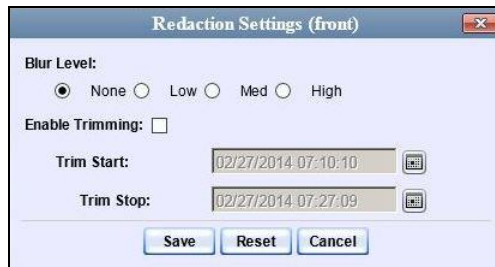 Redaction Settings (front)
Blur Level:
None Low Med High
Enable Trimming:
Trim Start: 02/27/2014 07:10:10
Trim Stop: 02/27/2014 07:27:09
Save Reset Cancel